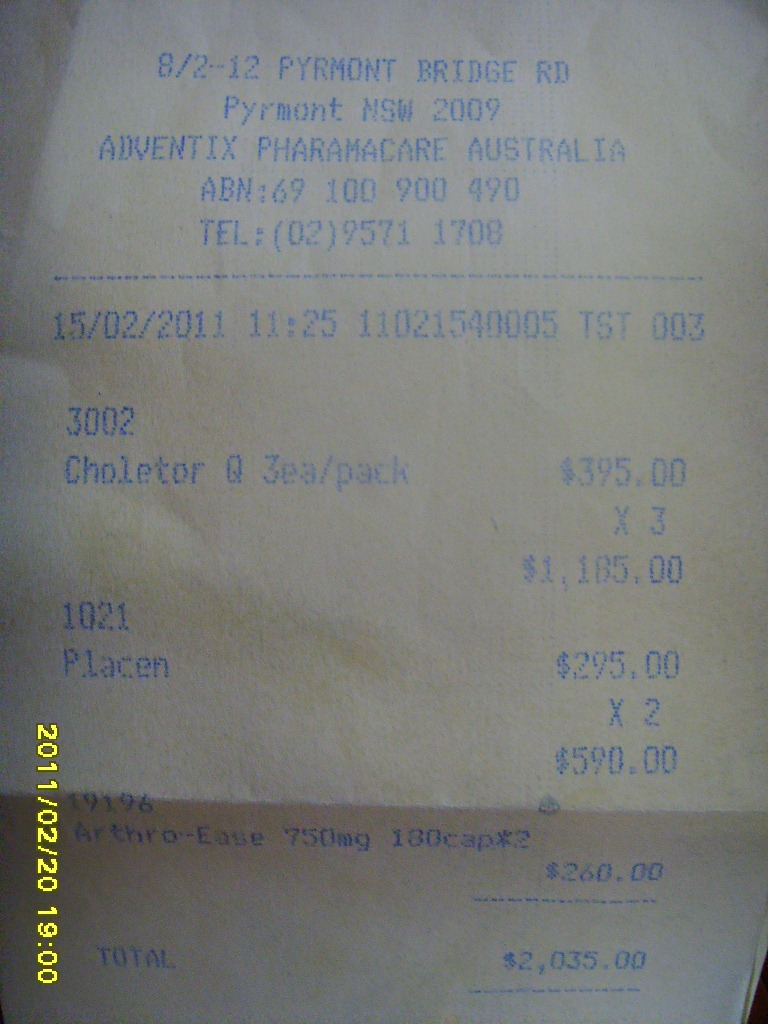 8/2-12 PYRMONT BRIDGE RD
Pyrmont NSW 2009
ADVENTIX PHARAMACARE AUSTRALIA
ABN:69 100 900 490
TEL:(02)9571 1708
15/02/2011 11:25 11021540005 TST 003
3002
Choletor Q 3ea/pack $395.00
X 3
$1,185.00
1021
Placen $295.00
X 2
$590.00
19196
Arthro-Ease 750mg 180cap*2
$260.00
TOTAL $2,035.00
2011/02/20 19:00